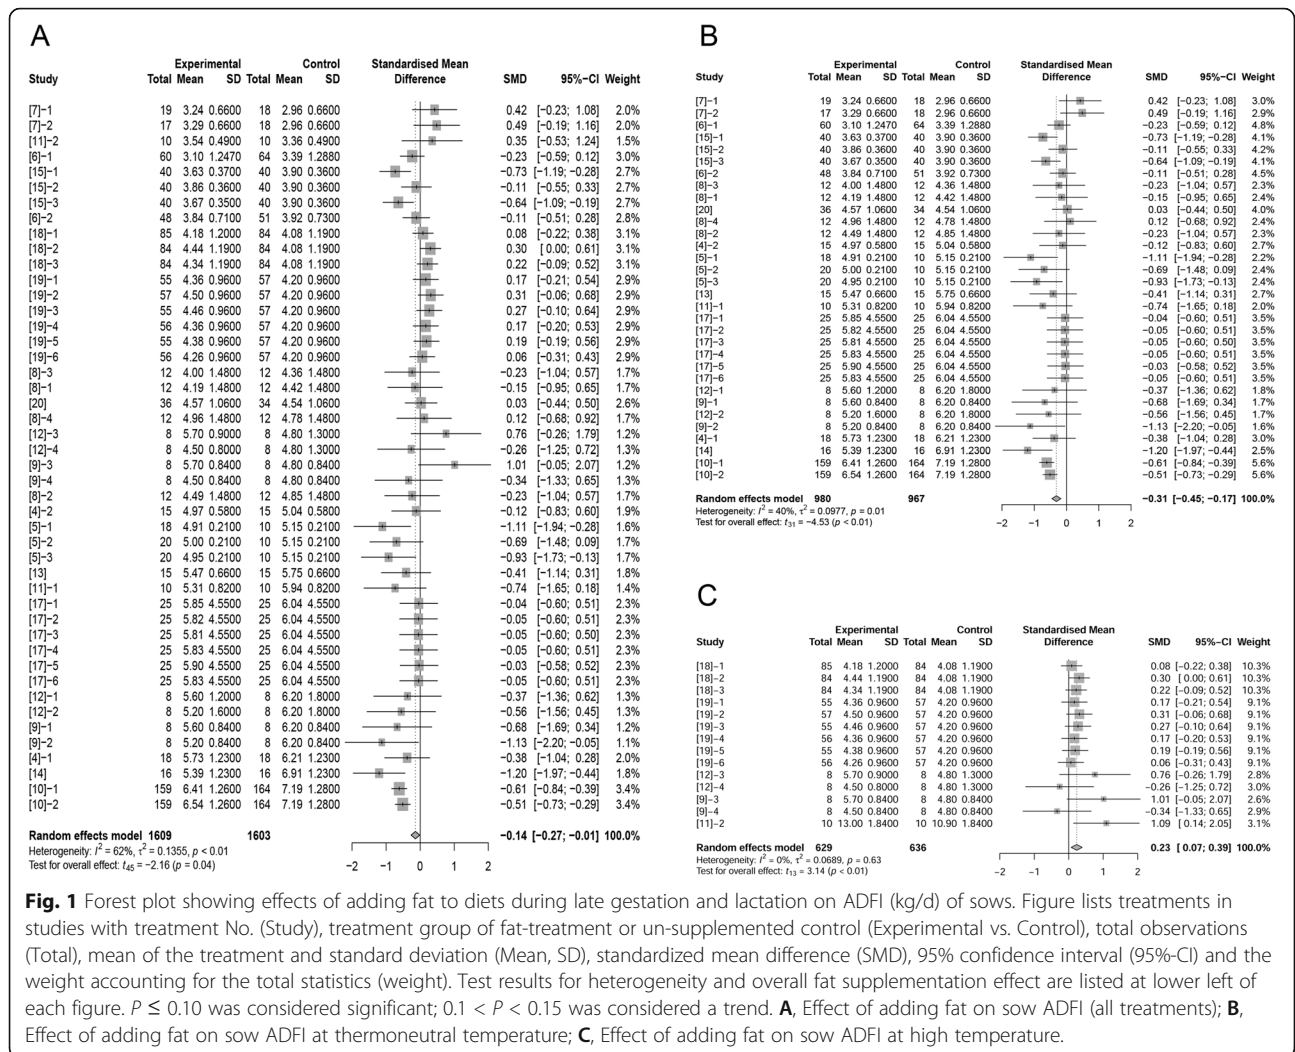 A
Experimental Control Standardised Mean
Study Total Mean SD Total Mean SD Difference SMD 95%−CI Weight
[7]−1 19 3.24 0.6600 18 2.96 0.6600 0.42 [−0.23; 1.08] 2.0%
[7]−2 17 3.29 0.6600 18 2.96 0.6600 0.49 [−0.19; 1.16] 2.0%
[11]−2 10 3.54 0.4900 10 3.36 0.4900 0.35 [−0.53; 1.24] 1.5%
[6]−1 60 3.10 1.2470 64 3.39 1.2880 −0.23 [−0.59; 0.12] 3.0%
[15]−1 40 3.63 0.3700 40 3.90 0.3600 −0.73 [−1.19; −0.28] 2.7%
[15]−2 40 3.86 0.3600 40 3.90 0.3600 −0.11 [−0.55; 0.33] 2.7%
[15]−3 40 3.67 0.3500 40 3.90 0.3600 −0.64 [−1.09; −0.19] 2.7%
[6]−2 48 3.84 0.7100 51 3.92 0.7300 −0.11 [−0.51; 0.28] 2.8%
[18]−1 85 4.18 1.2000 84 4.08 1.1900 0.08 [−0.22; 0.38] 3.1%
[18]−2 84 4.44 1.1900 84 4.08 1.1900 0.30 [ 0.00; 0.61] 3.1%
[18]−3 84 4.34 1.1900 84 4.08 1.1900 0.22 [−0.09; 0.52] 3.1%
[19]−1 55 4.36 0.9600 57 4.20 0.9600 0.17 [−0.21; 0.54] 2.9%
[19]−2 57 4.50 0.9600 57 4.20 0.9600 0.31 [−0.06; 0.68] 2.9%
[19]−3 55 4.46 0.9600 57 4.20 0.9600 0.27 [−0.10; 0.64] 2.9%
[19]−4 56 4.36 0.9600 57 4.20 0.9600 0.17 [−0.20; 0.53] 2.9%
[19]−5 55 4.38 0.9600 57 4.20 0.9600 0.19 [−0.19; 0.56] 2.9%
[19]−6 56 4.26 0.9600 57 4.20 0.9600 0.06 [−0.31; 0.43] 2.9%
[8]−3 12 4.00 1.4800 12 4.36 1.4800 −0.23 [−1.04; 0.57] 1.7%
[8]−1 12 4.19 1.4800 12 4.42 1.4800 −0.15 [−0.95; 0.65] 1.7%
[20] 36 4.57 1.0600 34 4.54 1.0600 0.03 [−0.44; 0.50] 2.6%
[8]−4 12 4.96 1.4800 12 4.78 1.4800 0.12 [−0.68; 0.92] 1.7%
[12]−3 8 5.70 0.9000 8 4.80 1.3000 0.76 [−0.26; 1.79] 1.2%
[12]−4 8 4.50 0.8000 8 4.80 1.3000 −0.26 [−1.25; 0.72] 1.3%
[9]−3 8 5.70 0.8400 8 4.80 0.8400 1.01 [−0.05; 2.07] 1.2%
[9]−4 8 4.50 0.8400 8 4.80 0.8400 −0.34 [−1.33; 0.65] 1.3%
[8]−2 12 4.49 1.4800 12 4.85 1.4800 −0.23 [−1.04; 0.57] 1.7%
[4]−2 15 4.97 0.5800 15 5.04 0.5800 −0.12 [−0.83; 0.60] 1.9%
[5]−1 18 4.91 0.2100 10 5.15 0.2100 −1.11 [−1.94; −0.28] 1.6%
[5]−2 20 5.00 0.2100 10 5.15 0.2100 −0.69 [−1.48; 0.09] 1.7%
[5]−3 20 4.95 0.2100 10 5.15 0.2100 −0.93 [−1.73; −0.13] 1.7%
[13] 15 5.47 0.6600 15 5.75 0.6600 −0.41 [−1.14; 0.31] 1.8%
[11]−1 10 5.31 0.8200 10 5.94 0.8200 −0.74 [−1.65; 0.18] 1.4%
[17]−1 25 5.85 4.5500 25 6.04 4.5500 −0.04 [−0.60; 0.51] 2.3%
[17]−2 25 5.82 4.5500 25 6.04 4.5500 −0.05 [−0.60; 0.51] 2.3%
[17]−3 25 5.81 4.5500 25 6.04 4.5500 −0.05 [−0.60; 0.50] 2.3%
[17]−4 25 5.83 4.5500 25 6.04 4.5500 −0.05 [−0.60; 0.51] 2.3%
[17]−5 25 5.90 4.5500 25 6.04 4.5500 −0.03 [−0.58; 0.52] 2.3%
[17]−6 25 5.83 4.5500 25 6.04 4.5500 −0.05 [−0.60; 0.51] 2.3%
[12]−1 8 5.60 1.2000 8 6.20 1.8000 −0.37 [−1.36; 0.62] 1.3%
[12]−2 8 5.20 1.6000 8 6.20 1.8000 −0.56 [−1.56; 0.45] 1.3%
[9]−1 8 5.60 0.8400 8 6.20 0.8400 −0.68 [−1.69; 0.34] 1.3%
[9]−2 8 5.20 0.8400 8 6.20 0.8400 −1.13 [−2.20; −0.05] 1.1%
[4]−1 18 5.73 1.2300 18 6.21 1.2300 −0.38 [−1.04; 0.28] 2.0%
[14] 16 5.39 1.2300 16 6.91 1.2300 −1.20 [−1.97; −0.44] 1.8%
[10]−1 159 6.41 1.2600 164 7.19 1.2800 −0.61 [−0.84; −0.39] 3.4%
[10]−2 159 6.54 1.2600 164 7.19 1.2800 −0.51 [−0.73; −0.29] 3.4%
Random effects model 1609 1603 −0.14 [−0.27; −0.01] 100.0%
Heterogeneity: I² = 62%, τ² = 0.1355, p < 0.01
Test for overall effect: t45 = −2.16 (p = 0.04)
−2 −1 0 1 2
B
Experimental Control Standardised Mean
Study Total Mean SD Total Mean SD Difference SMD 95%−CI Weight
[7]−1 19 3.24 0.6600 18 2.96 0.6600 0.42 [−0.23; 1.08] 3.0%
[7]−2 17 3.29 0.6600 18 2.96 0.6600 0.49 [−0.19; 1.16] 2.9%
[6]−1 60 3.10 1.2470 64 3.39 1.2880 −0.23 [−0.59; 0.12] 4.8%
[15]−1 40 3.63 0.3700 40 3.90 0.3600 −0.73 [−1.19; −0.28] 4.1%
[15]−2 40 3.86 0.3600 40 3.90 0.3600 −0.11 [−0.55; 0.33] 4.2%
[15]−3 40 3.67 0.3500 40 3.90 0.3600 −0.64 [−1.09; −0.19] 4.1%
[6]−2 48 3.84 0.7100 51 3.92 0.7300 −0.11 [−0.51; 0.28] 4.5%
[8]−3 12 4.00 1.4800 12 4.36 1.4800 −0.23 [−1.04; 0.57] 2.4%
[8]−1 12 4.19 1.4800 12 4.42 1.4800 −0.15 [−0.95; 0.65] 2.4%
[20] 36 4.57 1.0600 34 4.54 1.0600 0.03 [−0.44; 0.50] 4.0%
[8]−4 12 4.96 1.4800 12 4.78 1.4800 0.12 [−0.68; 0.92] 2.4%
[8]−2 12 4.49 1.4800 12 4.85 1.4800 −0.23 [−1.04; 0.57] 2.4%
[4]−2 15 4.97 0.5800 15 5.04 0.5800 −0.12 [−0.83; 0.60] 2.7%
[5]−1 18 4.91 0.2100 10 5.15 0.2100 −1.11 [−1.94; −0.28] 2.2%
[5]−2 20 5.00 0.2100 10 5.15 0.2100 −0.69 [−1.48; 0.09] 2.4%
[5]−3 20 4.95 0.2100 10 5.15 0.2100 −0.93 [−1.73; −0.13] 2.4%
[13] 15 5.47 0.6600 15 5.75 0.6600 −0.41 [−1.14; 0.31] 2.7%
[11]−1 10 5.31 0.8200 10 5.94 0.8200 −0.74 [−1.65; 0.18] 2.0%
[17]−1 25 5.85 4.5500 25 6.04 4.5500 −0.04 [−0.60; 0.51] 3.5%
[17]−2 25 5.82 4.5500 25 6.04 4.5500 −0.05 [−0.60; 0.51] 3.5%
[17]−3 25 5.81 4.5500 25 6.04 4.5500 −0.05 [−0.60; 0.50] 3.5%
[17]−4 25 5.83 4.5500 25 6.04 4.5500 −0.05 [−0.60; 0.51] 3.5%
[17]−5 25 5.90 4.5500 25 6.04 4.5500 −0.03 [−0.58; 0.52] 3.5%
[17]−6 25 5.83 4.5500 25 6.04 4.5500 −0.05 [−0.60; 0.51] 3.5%
[12]−1 8 5.60 1.2000 8 6.20 1.8000 −0.37 [−1.36; 0.62] 1.8%
[9]−1 8 5.60 0.8400 8 6.20 0.8400 −0.68 [−1.69; 0.34] 1.7%
[12]−2 8 5.20 1.6000 8 6.20 1.8000 −0.56 [−1.56; 0.45] 1.7%
[9]−2 8 5.20 0.8400 8 6.20 0.8400 −1.13 [−2.20; −0.05] 1.6%
[4]−1 18 5.73 1.2300 18 6.21 1.2300 −0.38 [−1.04; 0.28] 3.0%
[14] 16 5.39 1.2300 16 6.91 1.2300 −1.20 [−1.97; −0.44] 2.5%
[10]−1 159 6.41 1.2600 164 7.19 1.2800 −0.61 [−0.84; −0.39] 5.6%
[10]−2 159 6.54 1.2600 164 7.19 1.2800 −0.51 [−0.73; −0.29] 5.6%
Random effects model 980 967 −0.31 [−0.45; −0.17] 100.0%
Heterogeneity: I² = 40%, τ² = 0.0977, p = 0.01
Test for overall effect: t31 = −4.53 (p < 0.01)
−2 −1 0 1 2
C
Experimental Control Standardised Mean
Study Total Mean SD Total Mean SD Difference SMD 95%−CI Weight
[18]−1 85 4.18 1.2000 84 4.08 1.1900 0.08 [−0.22; 0.38] 10.3%
[18]−2 84 4.44 1.1900 84 4.08 1.1900 0.30 [ 0.00; 0.61] 10.3%
[18]−3 84 4.34 1.1900 84 4.08 1.1900 0.22 [−0.09; 0.52] 10.3%
[19]−1 55 4.36 0.9600 57 4.20 0.9600 0.17 [−0.21; 0.54] 9.1%
[19]−2 57 4.50 0.9600 57 4.20 0.9600 0.31 [−0.06; 0.68] 9.1%
[19]−3 55 4.46 0.9600 57 4.20 0.9600 0.27 [−0.10; 0.64] 9.1%
[19]−4 56 4.36 0.9600 57 4.20 0.9600 0.17 [−0.20; 0.53] 9.1%
[19]−5 55 4.38 0.9600 57 4.20 0.9600 0.19 [−0.19; 0.56] 9.1%
[19]−6 56 4.26 0.9600 57 4.20 0.9600 0.06 [−0.31; 0.43] 9.1%
[12]−3 8 5.70 0.9000 8 4.80 1.3000 0.76 [−0.26; 1.79] 2.8%
[12]−4 8 4.50 0.8000 8 4.80 1.3000 −0.26 [−1.25; 0.72] 3.0%
[9]−3 8 5.70 0.8400 8 4.80 0.8400 1.01 [−0.05; 2.07] 2.6%
[9]−4 8 4.50 0.8400 8 4.80 0.8400 −0.34 [−1.33; 0.65] 2.9%
[11]−2 10 13.00 1.8400 10 10.90 1.8400 1.09 [ 0.14; 2.05] 3.1%
Random effects model 629 636 0.23 [ 0.07; 0.39] 100.0%
Heterogeneity: I² = 0%, τ² = 0.0689, p = 0.63
Test for overall effect: t13 = 3.14 (p < 0.01)
−2 −1 0 1 2
Fig. 1 Forest plot showing effects of adding fat to diets during late gestation and lactation on ADFI (kg/d) of sows. Figure lists treatments in
studies with treatment No. (Study), treatment group of fat-treatment or un-supplemented control (Experimental vs. Control), total observations
(Total), mean of the treatment and standard deviation (Mean, SD), standardized mean difference (SMD), 95% confidence interval (95%-CI) and the
weight accounting for the total statistics (weight). Test results for heterogeneity and overall fat supplementation effect are listed at lower left of
each figure. P ≤ 0.10 was considered significant; 0.1 < P < 0.15 was considered a trend. A, Effect of adding fat on sow ADFI (all treatments); B,
Effect of adding fat on sow ADFI at thermoneutral temperature; C, Effect of adding fat on sow ADFI at high temperature.